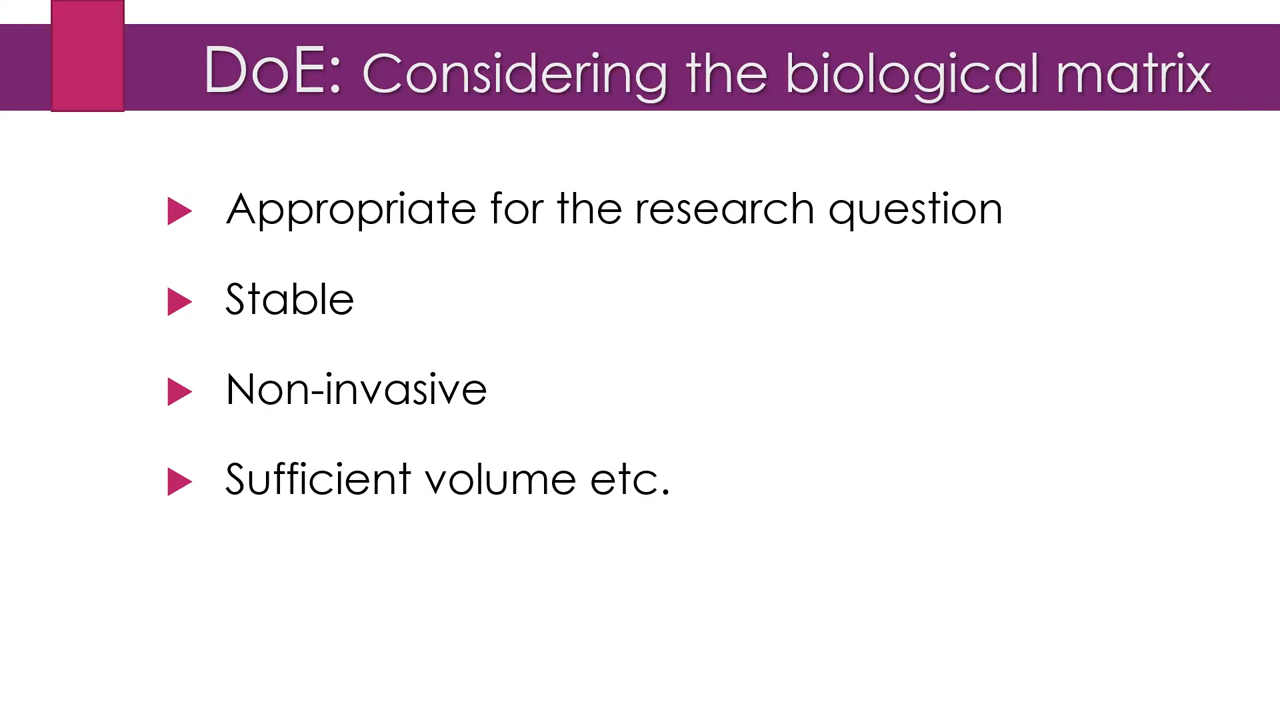 DoE: Considering the biological matrix
Appropriate for the research question
Stable
Non-invasive
Sufficient volume etc.